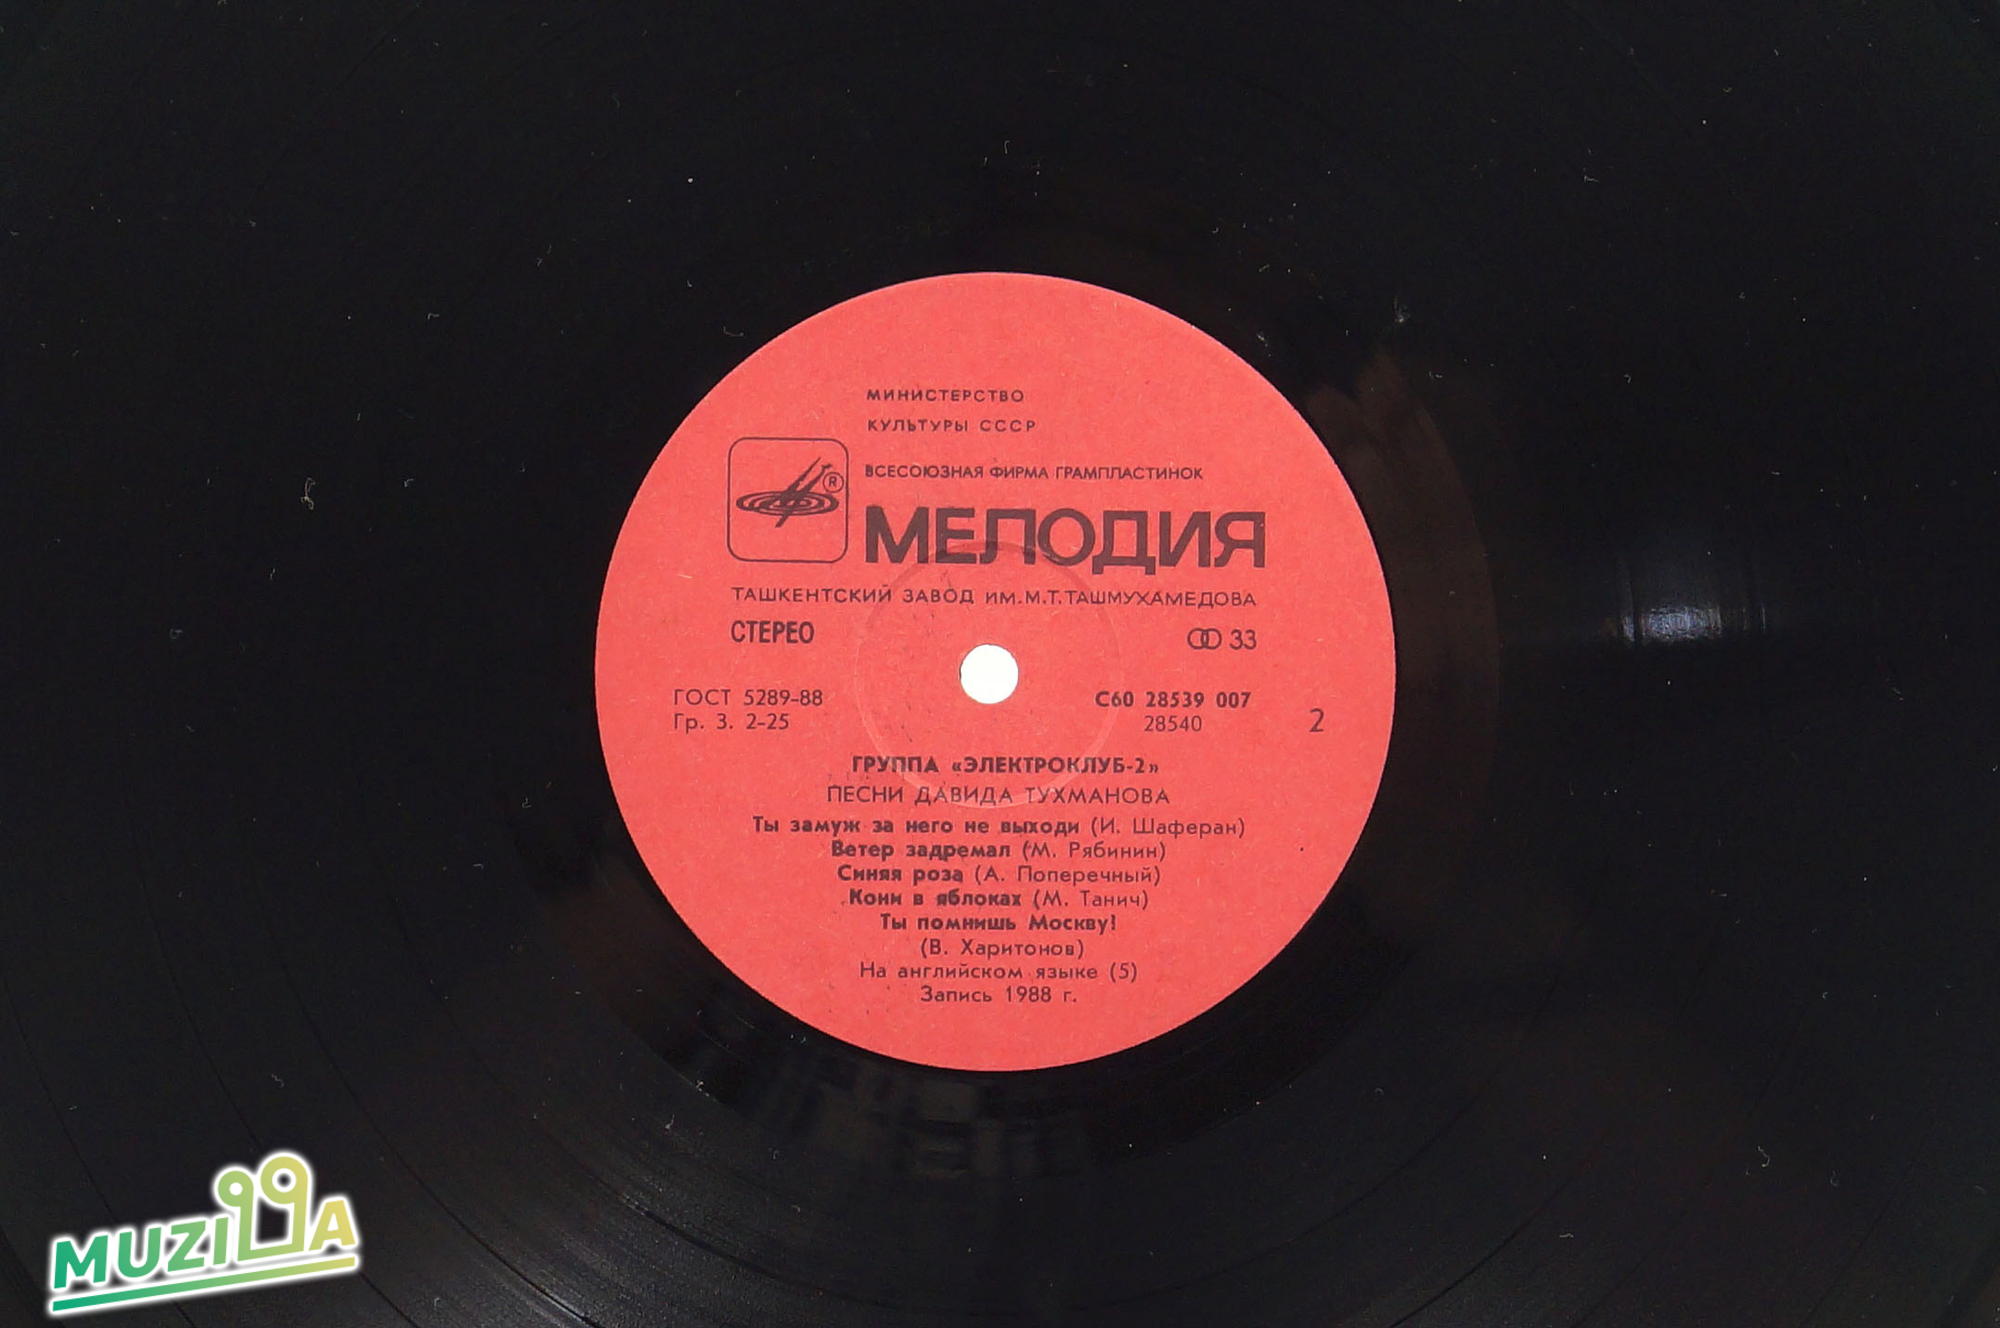 МИНИСТЕРСТВО
КУЛЬТУРЫ СССР
ВСЕСОЮЗНАЯ ФИРМА ГРАМПЛАСТИНОК
®
МЕЛОДИЯ
ТАШКЕНТСКИЙ ЗАВОД ИМ.М.Т.ТАШМУХАМЕДОВА
СТЕРЕО 33
ГОСТ 5289-88 С60 28539 007
Гр. 3. 2-25 28540 2
ГРУППА «ЭЛЕКТРОКЛУБ-2»
ПЕСНИ ДАВИДА ТУХМАНОВА
Ты замуж за него не выходи (И. Шаферан)
Ветер задремал (М. Рябинин)
Синяя роза (А. Поперечный)
Кони в яблоках (М. Танич)
Ты помнишь Москву!
(В. Харитонов)
На английском языке (5)
Запись 1988 г.
MUZILLA